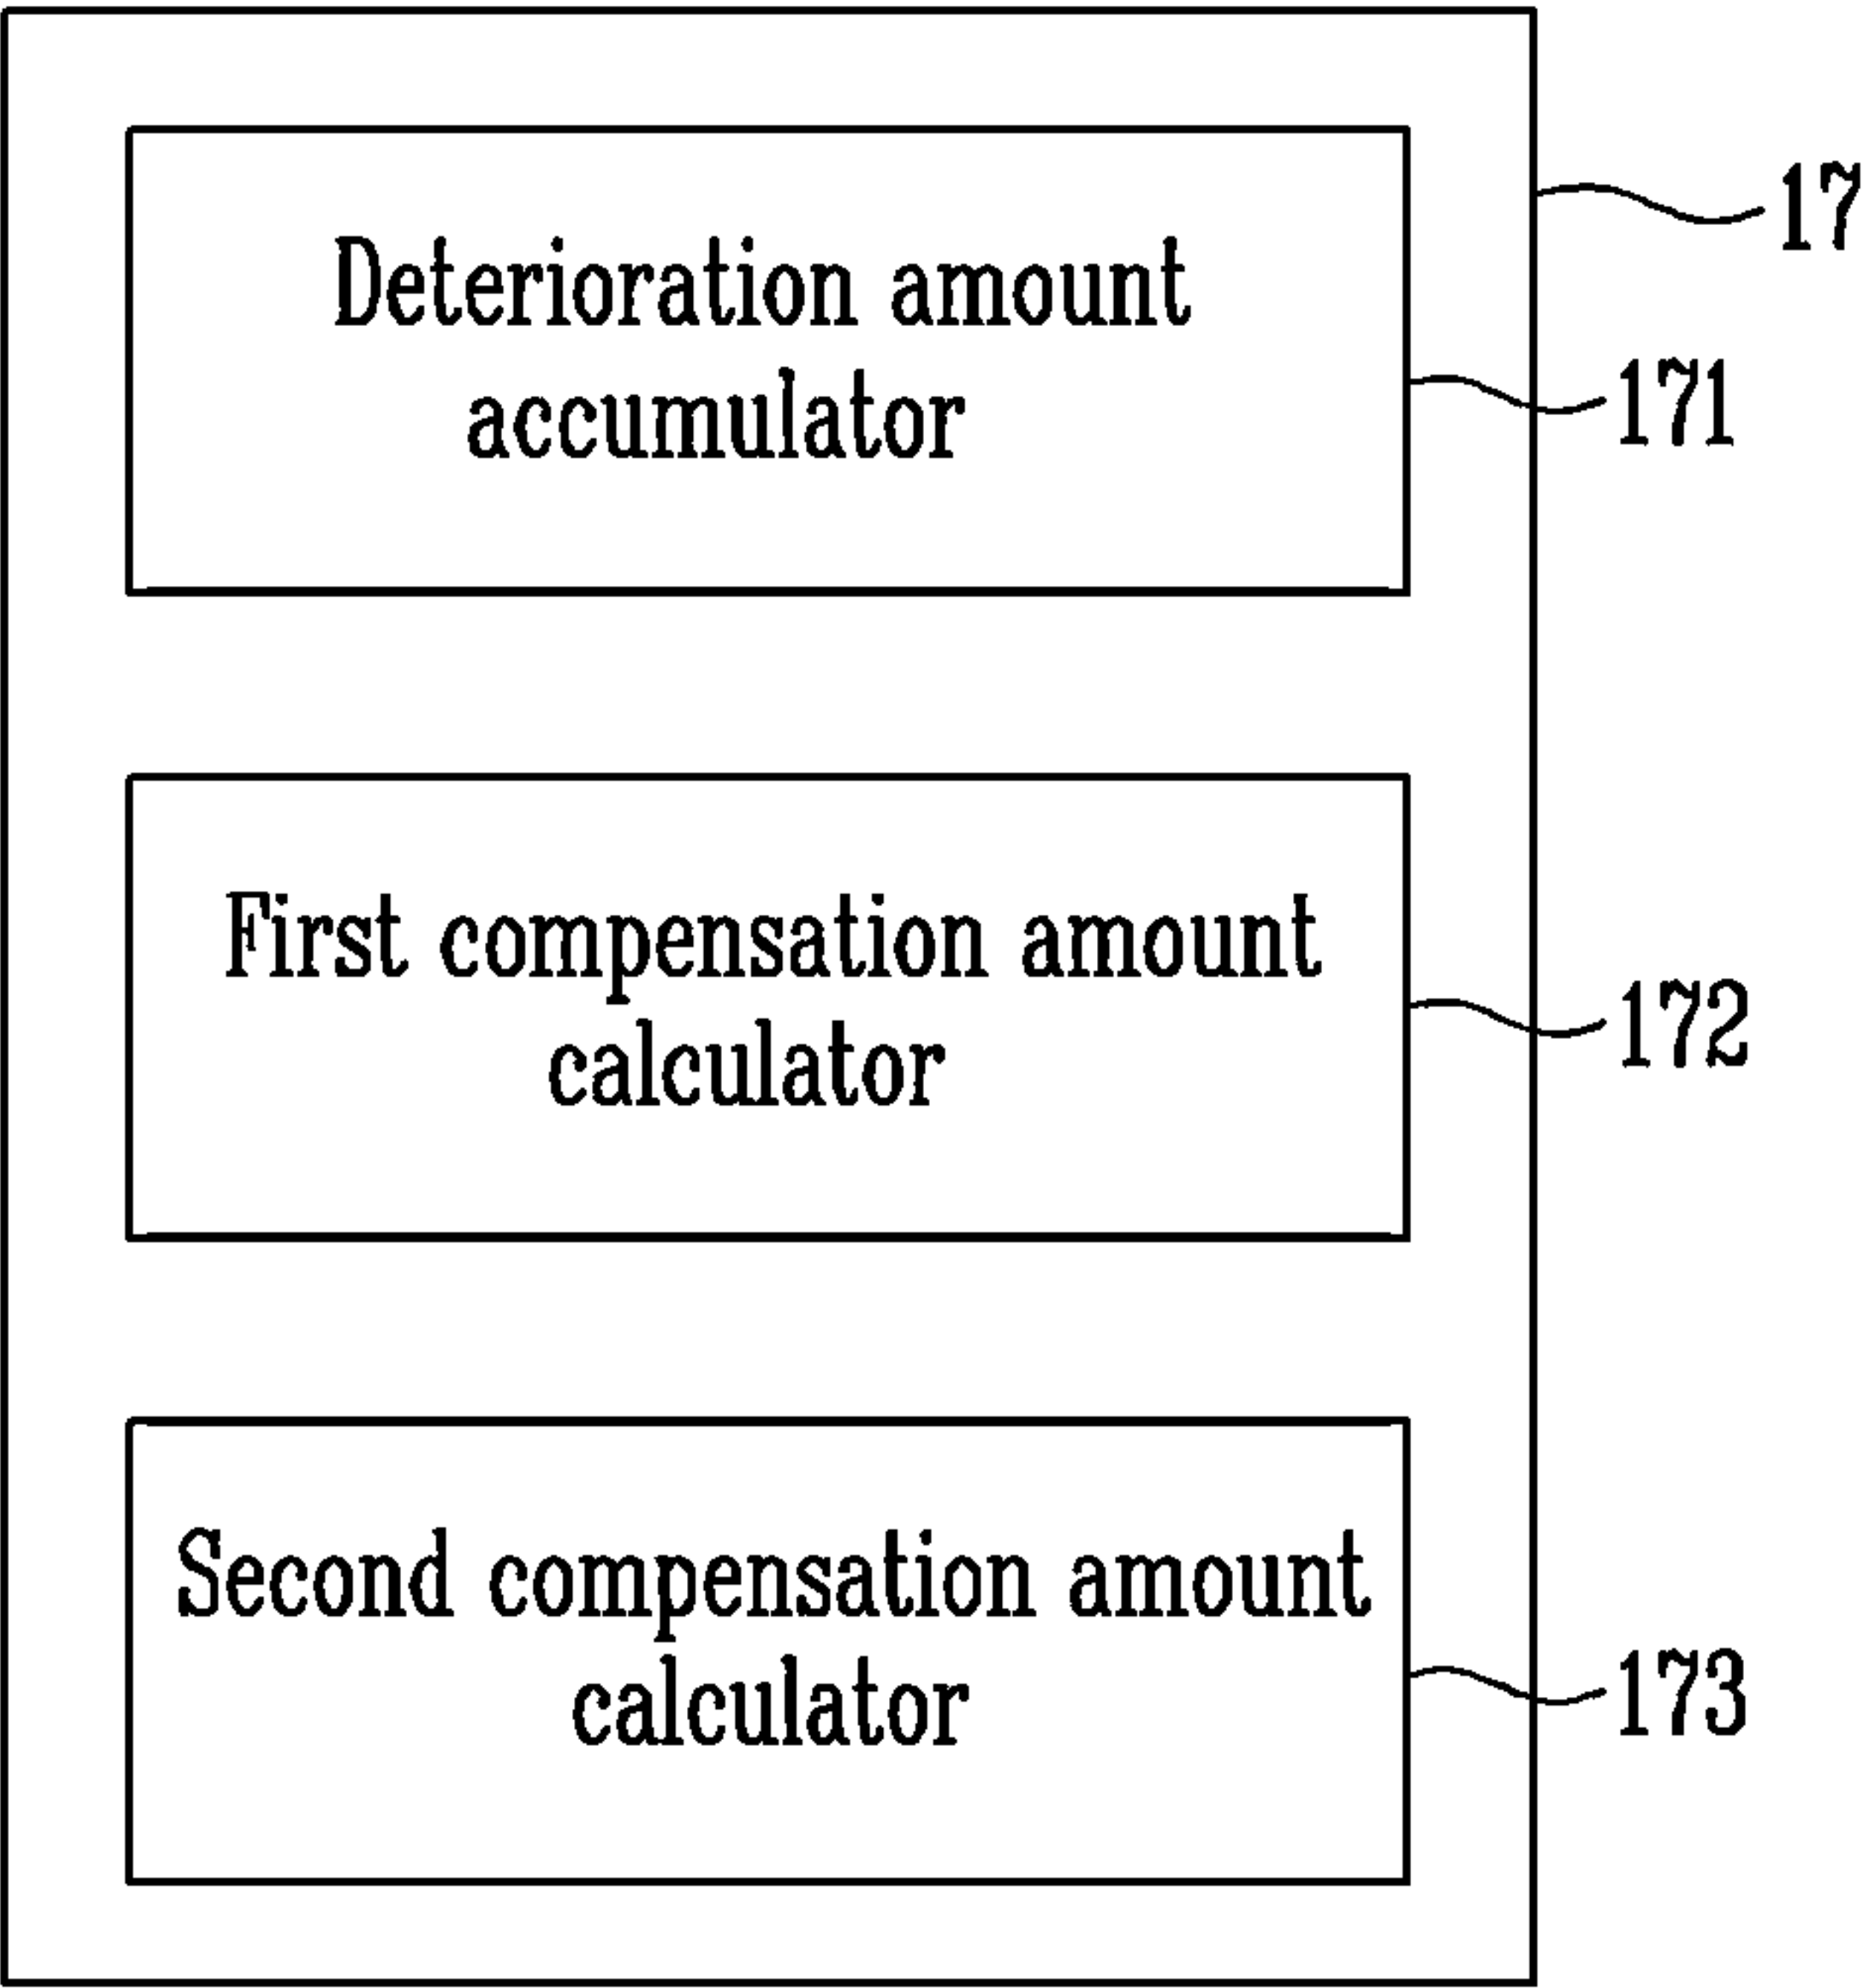 17
Deterioration amount
accumulator
171
First compensation amount
calculator
172
Second compensation amount
calculator
173